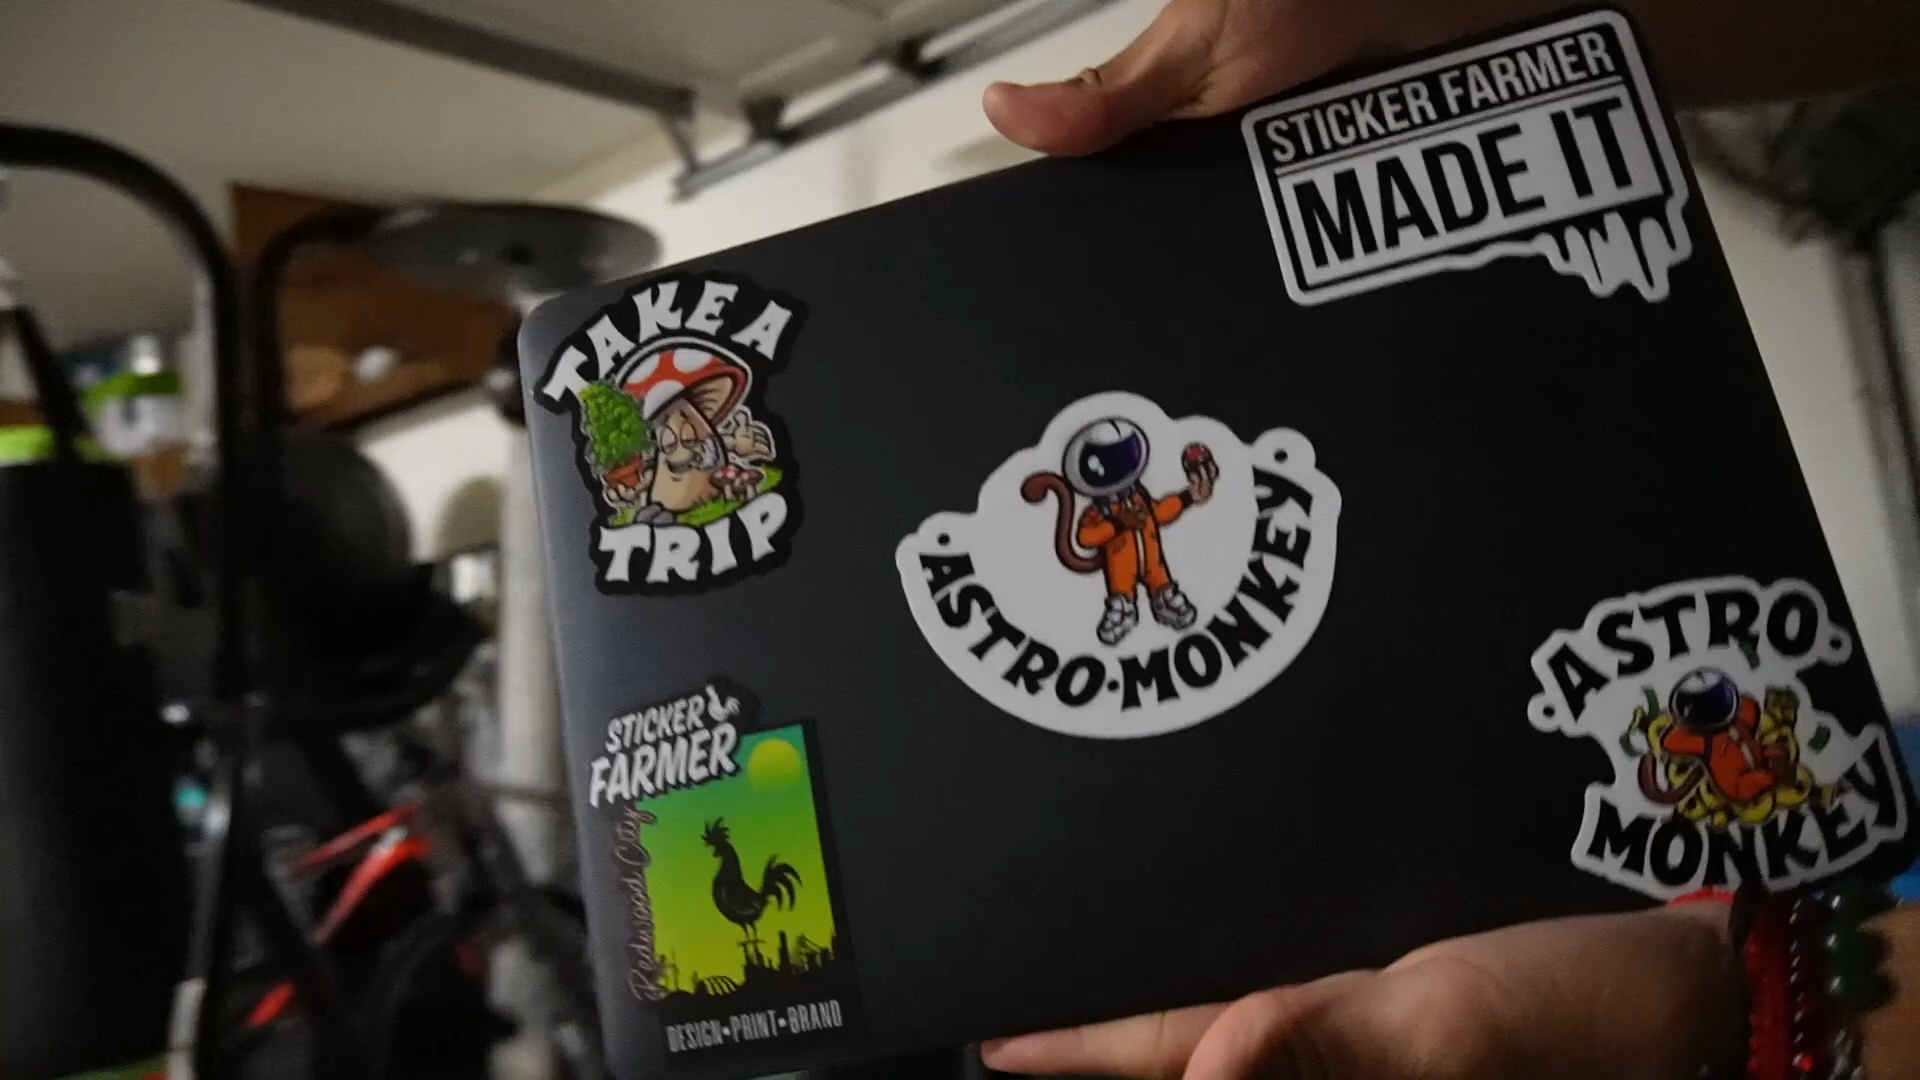 STICKER FARMER
MADE IT
TAKE A
TRIP
ASTRO•MONKEY
ASTRO
MONKEY
STICKER
FARMER
Redwood City
DESIGN•PRINT•BRAND